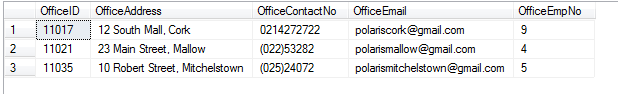 OfficeID OfficeAddress OfficeContactNo OfficeEmail OfficeEmpNo
1 11017 12 South Mall, Cork 0214272722 polariscork@gmail.com 9
2 11021 23 Main Street, Mallow (022)53282 polarismallow@gmail.com 4
3 11035 10 Robert Street, Mitchelstown (025)24072 polarismitchelstown@gmail.com 5